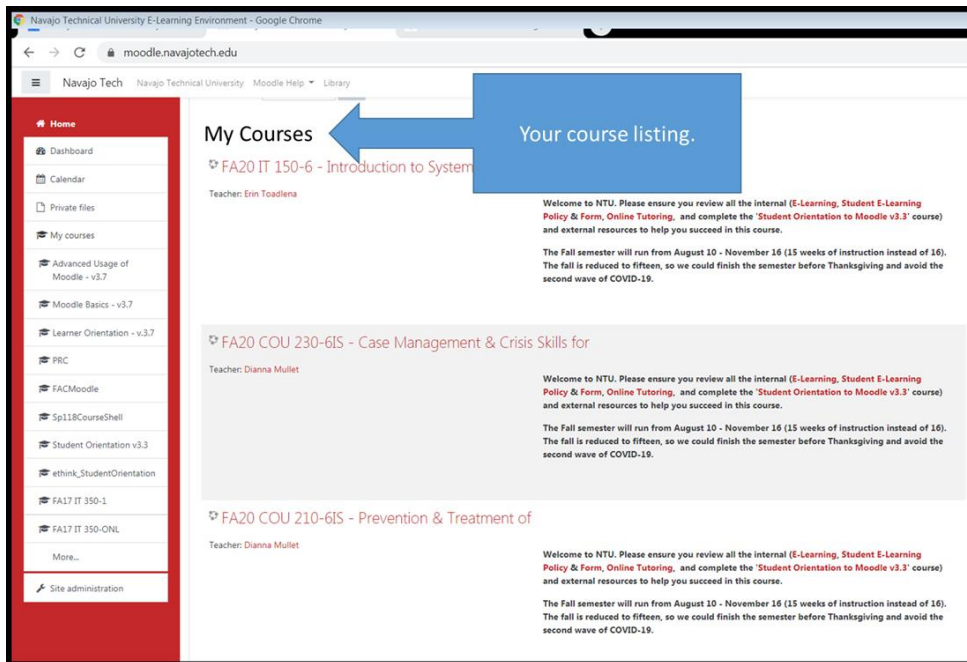 Navajo Technical University E-Learning Environment - Google Chrome
moodle.navajotech.edu
Navajo Tech Navajo Technical University Moodle Help Library
Home
Dashboard
Calendar
Private files
My courses
Advanced Usage of
Moodle - v3.7
Moodle Basics - v3.7
Learner Orientation - v.3.7
PRC
FACMoodle
Sp118CourseShell
Student Orientation v3.3
ethink_StudentOrientation
FA17 IT 350-1
FA17 IT 350-ONL
More...
Site administration
My Courses
Your course listing.
FA20 IT 150-6 - Introduction to System
Teacher: Erin Toadlena
Welcome to NTU. Please ensure you review all the internal (E-Learning, Student E-Learning
Policy & Form, Online Tutoring, and complete the 'Student Orientation to Moodle v3.3' course)
and external resources to help you succeed in this course.
The Fall semester will run from August 10 - November 16 (15 weeks of instruction instead of 16).
The fall is reduced to fifteen, so we could finish the semester before Thanksgiving and avoid the
second wave of COVID-19.
FA20 COU 230-6IS - Case Management & Crisis Skills for
Teacher: Dianna Mullet
Welcome to NTU. Please ensure you review all the internal (E-Learning, Student E-Learning
Policy & Form, Online Tutoring, and complete the 'Student Orientation to Moodle v3.3' course)
and external resources to help you succeed in this course.
The Fall semester will run from August 10 - November 16 (15 weeks of instruction instead of 16).
The fall is reduced to fifteen, so we could finish the semester before Thanksgiving and avoid the
second wave of COVID-19.
FA20 COU 210-6IS - Prevention & Treatment of
Teacher: Dianna Mullet
Welcome to NTU. Please ensure you review all the internal (E-Learning, Student E-Learning
Policy & Form, Online Tutoring, and complete the 'Student Orientation to Moodle v3.3' course)
and external resources to help you succeed in this course.
The Fall semester will run from August 10 - November 16 (15 weeks of instruction instead of 16).
The fall is reduced to fifteen, so we could finish the semester before Thanksgiving and avoid the
second wave of COVID-19.